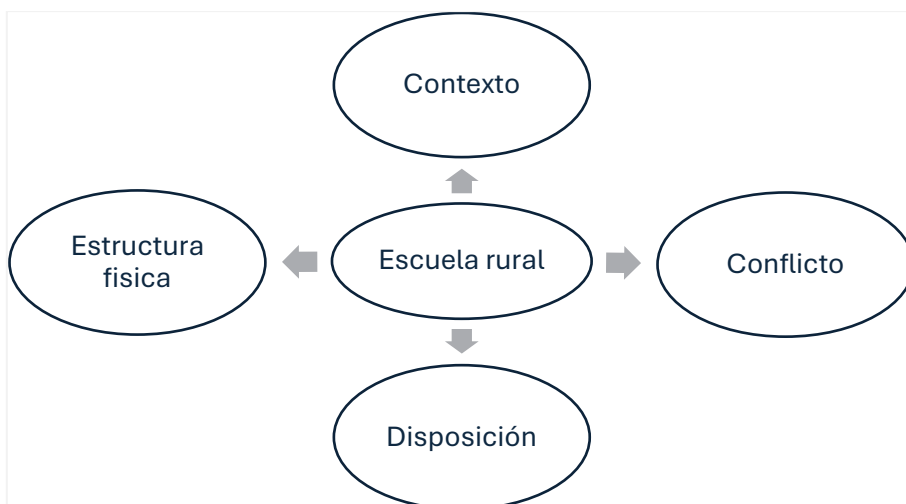 Contexto
Estructura
fisica
Escuela rural
Conflicto
Disposición